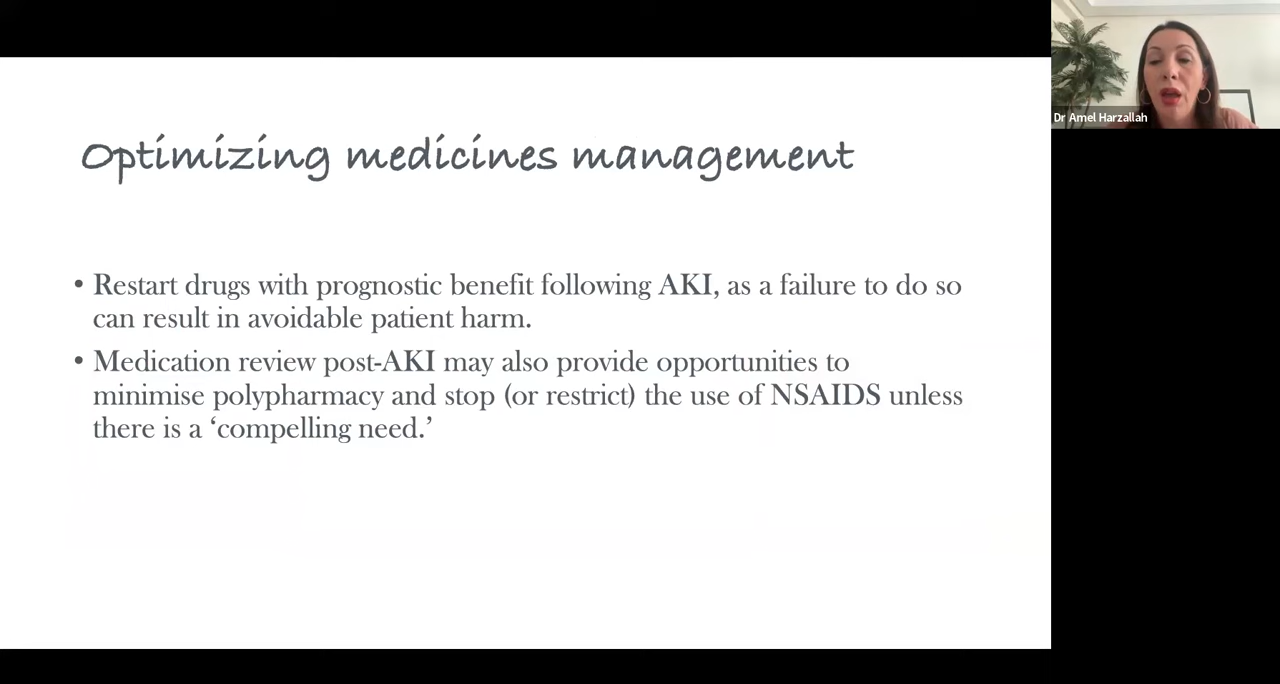 Optimizing medicines management
• Restart drugs with prognostic benefit following AKI, as a failure to do so
can result in avoidable patient harm.
• Medication review post-AKI may also provide opportunities to
minimise polypharmacy and stop (or restrict) the use of NSAIDS unless
there is a ‘compelling need.’
Dr Amel Harzallah